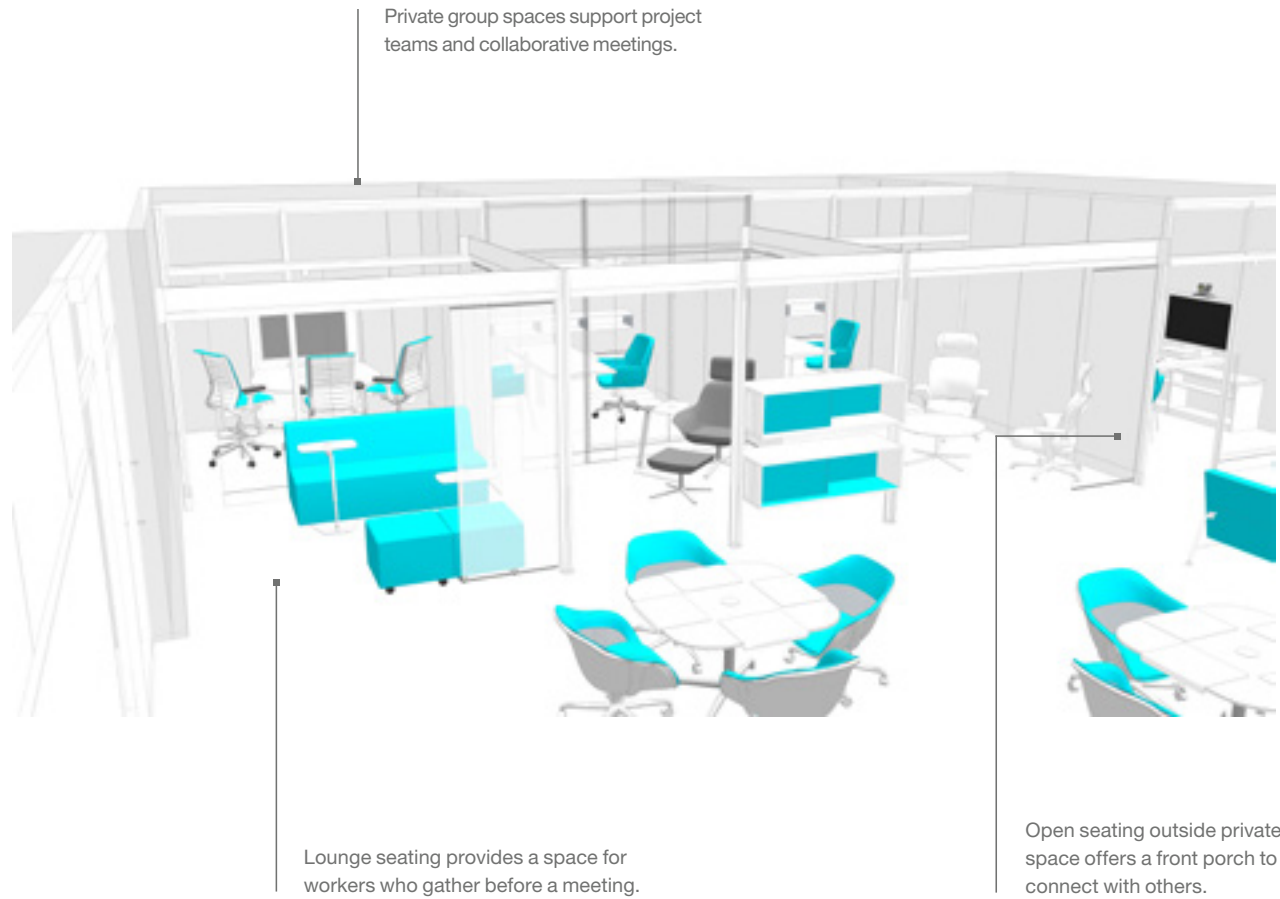 Private group spaces support project
teams and collaborative meetings.
Lounge seating provides a space for
workers who gather before a meeting.
Open seating outside private
space offers a front porch to
connect with others.